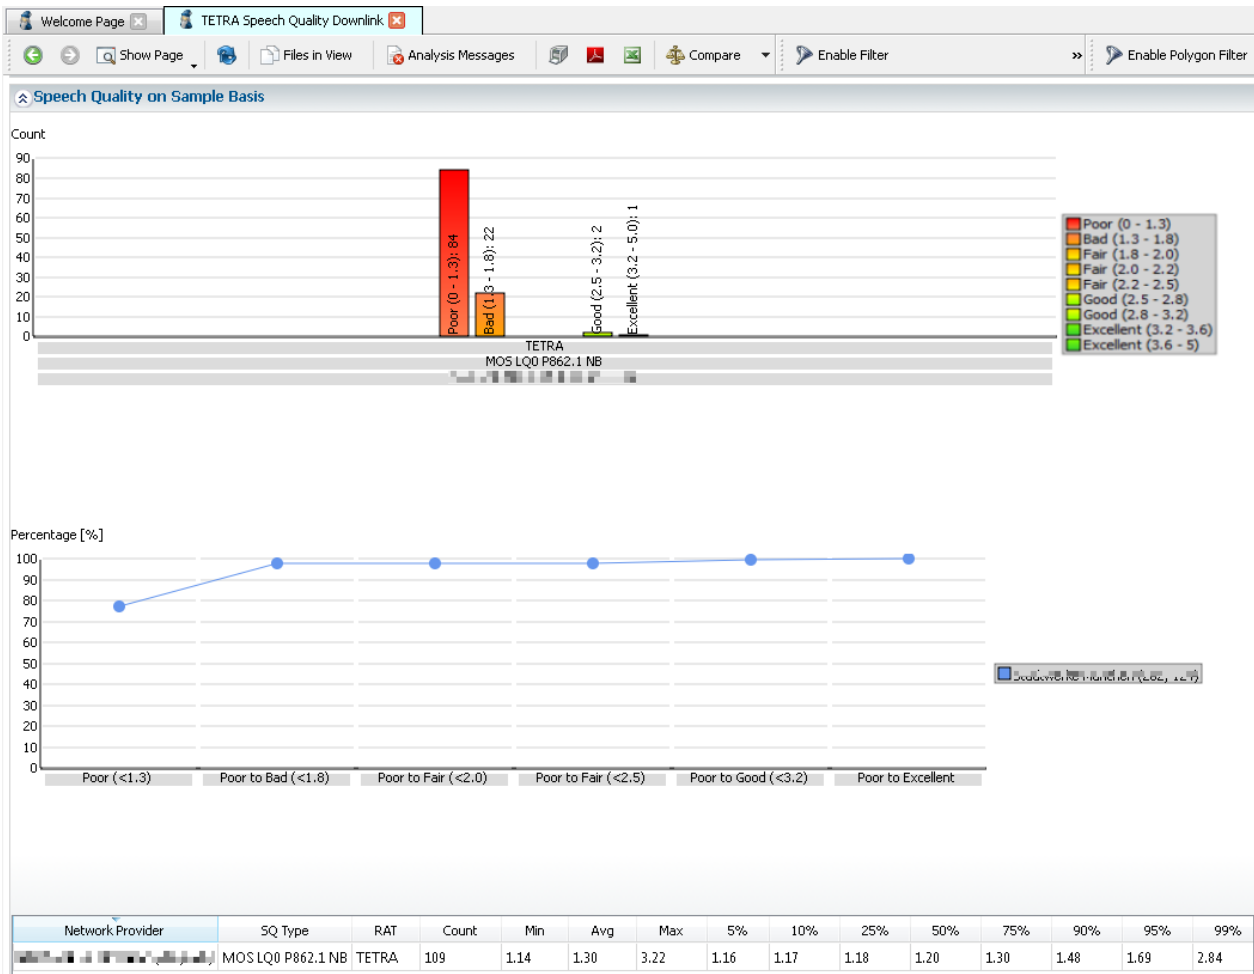 Welcome Page TETRA Speech Quality Downlink
Show Page Files in View Analysis Messages Compare Enable Filter » Enable Polygon Filter
Speech Quality on Sample Basis
Count
90
80
70
60
50
40
30
20
10
0
Poor (0 - 1.3): 84
Bad (1.3 - 1.8): 22
Good (2.5 - 3.2): 2
Excellent (3.2 - 5.0): 1
TETRA
MOS LQ0 P862.1 NB
Poor (0 - 1.3)
Bad (1.3 - 1.8)
Fair (1.8 - 2.0)
Fair (2.0 - 2.2)
Fair (2.2 - 2.5)
Good (2.5 - 2.8)
Good (2.8 - 3.2)
Excellent (3.2 - 3.6)
Excellent (3.6 - 5)
Percentage [%]
100
90
80
70
60
50
40
30
20
10
0
Poor (<1.3) Poor to Bad (<1.8) Poor to Fair (<2.0) Poor to Fair (<2.5) Poor to Good (<3.2) Poor to Excellent
Network Provider SQ Type RAT Count Min Avg Max 5% 10% 25% 50% 75% 90% 95% 99%
MOS LQ0 P862.1 NB TETRA 109 1.14 1.30 3.22 1.16 1.17 1.18 1.20 1.30 1.48 1.69 2.84